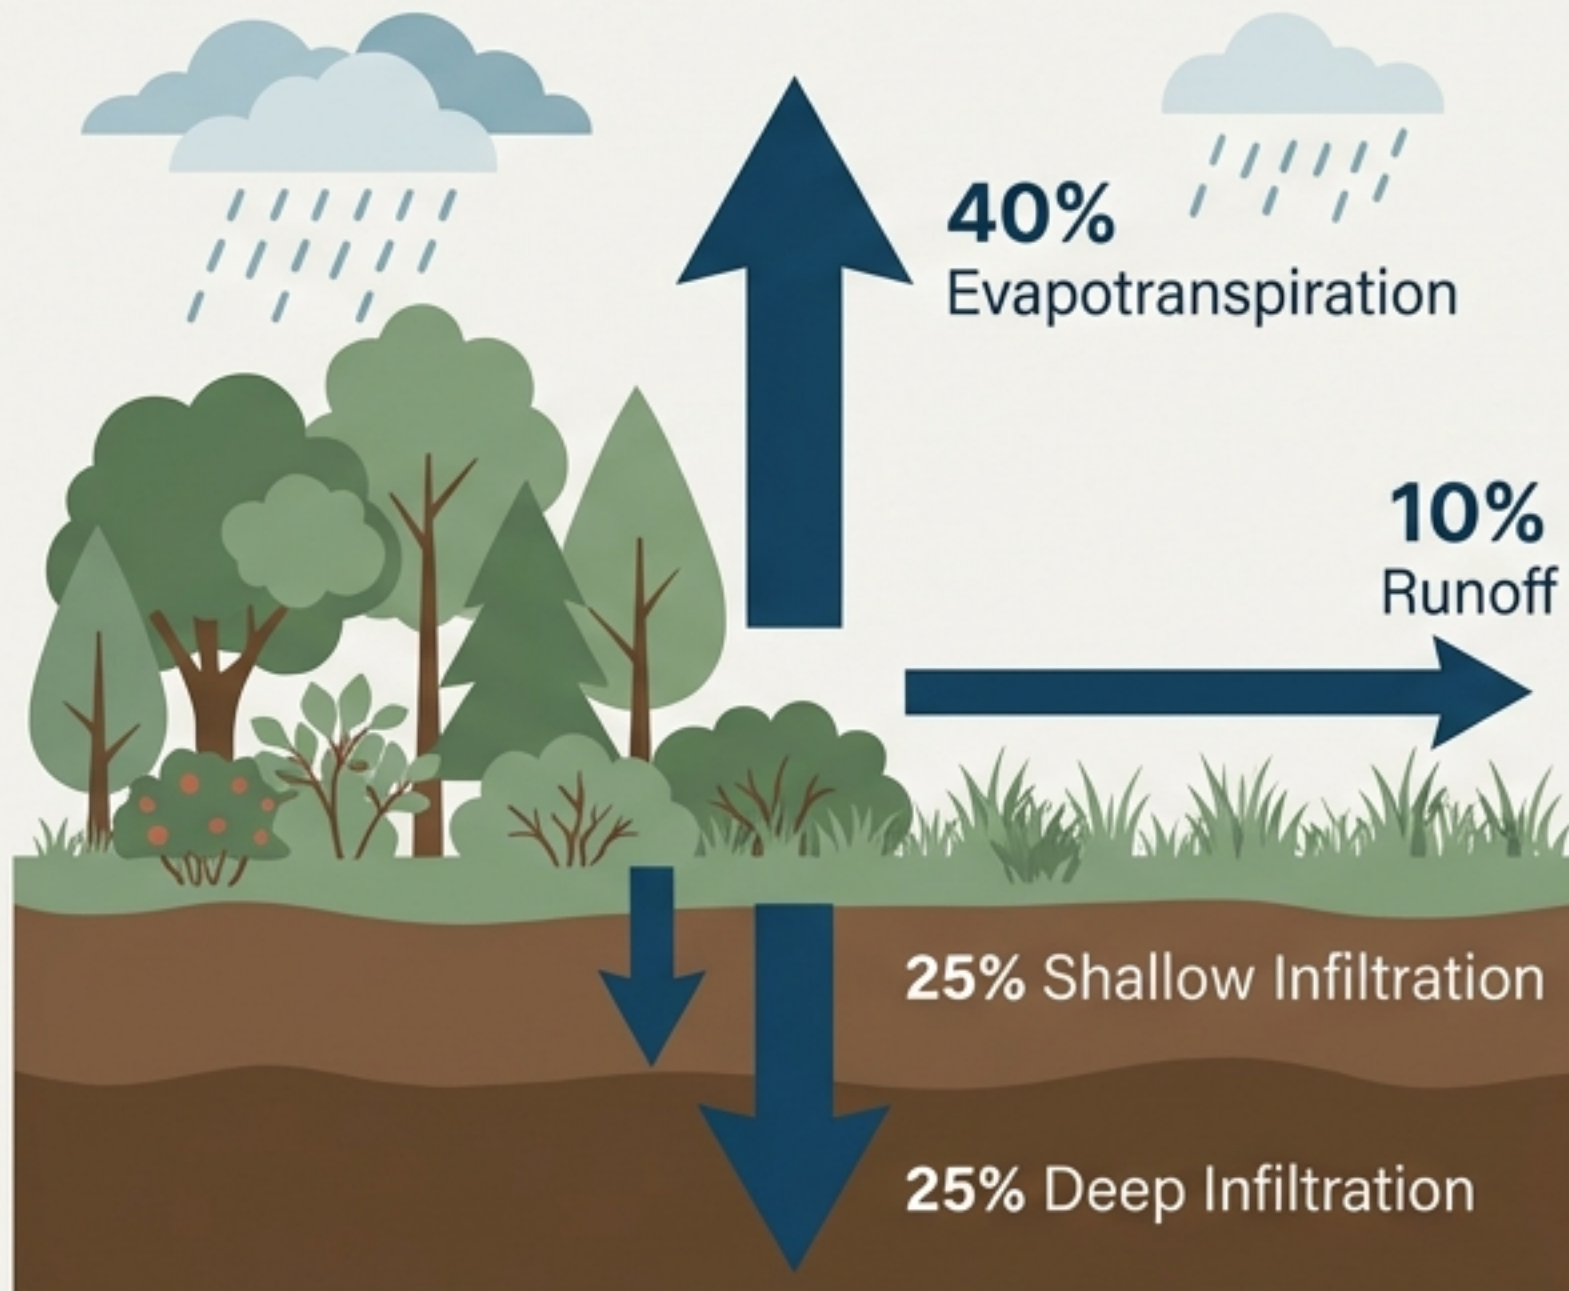 40%
Evapotranspiration
10%
Runoff
25% Shallow Infiltration
25% Deep Infiltration